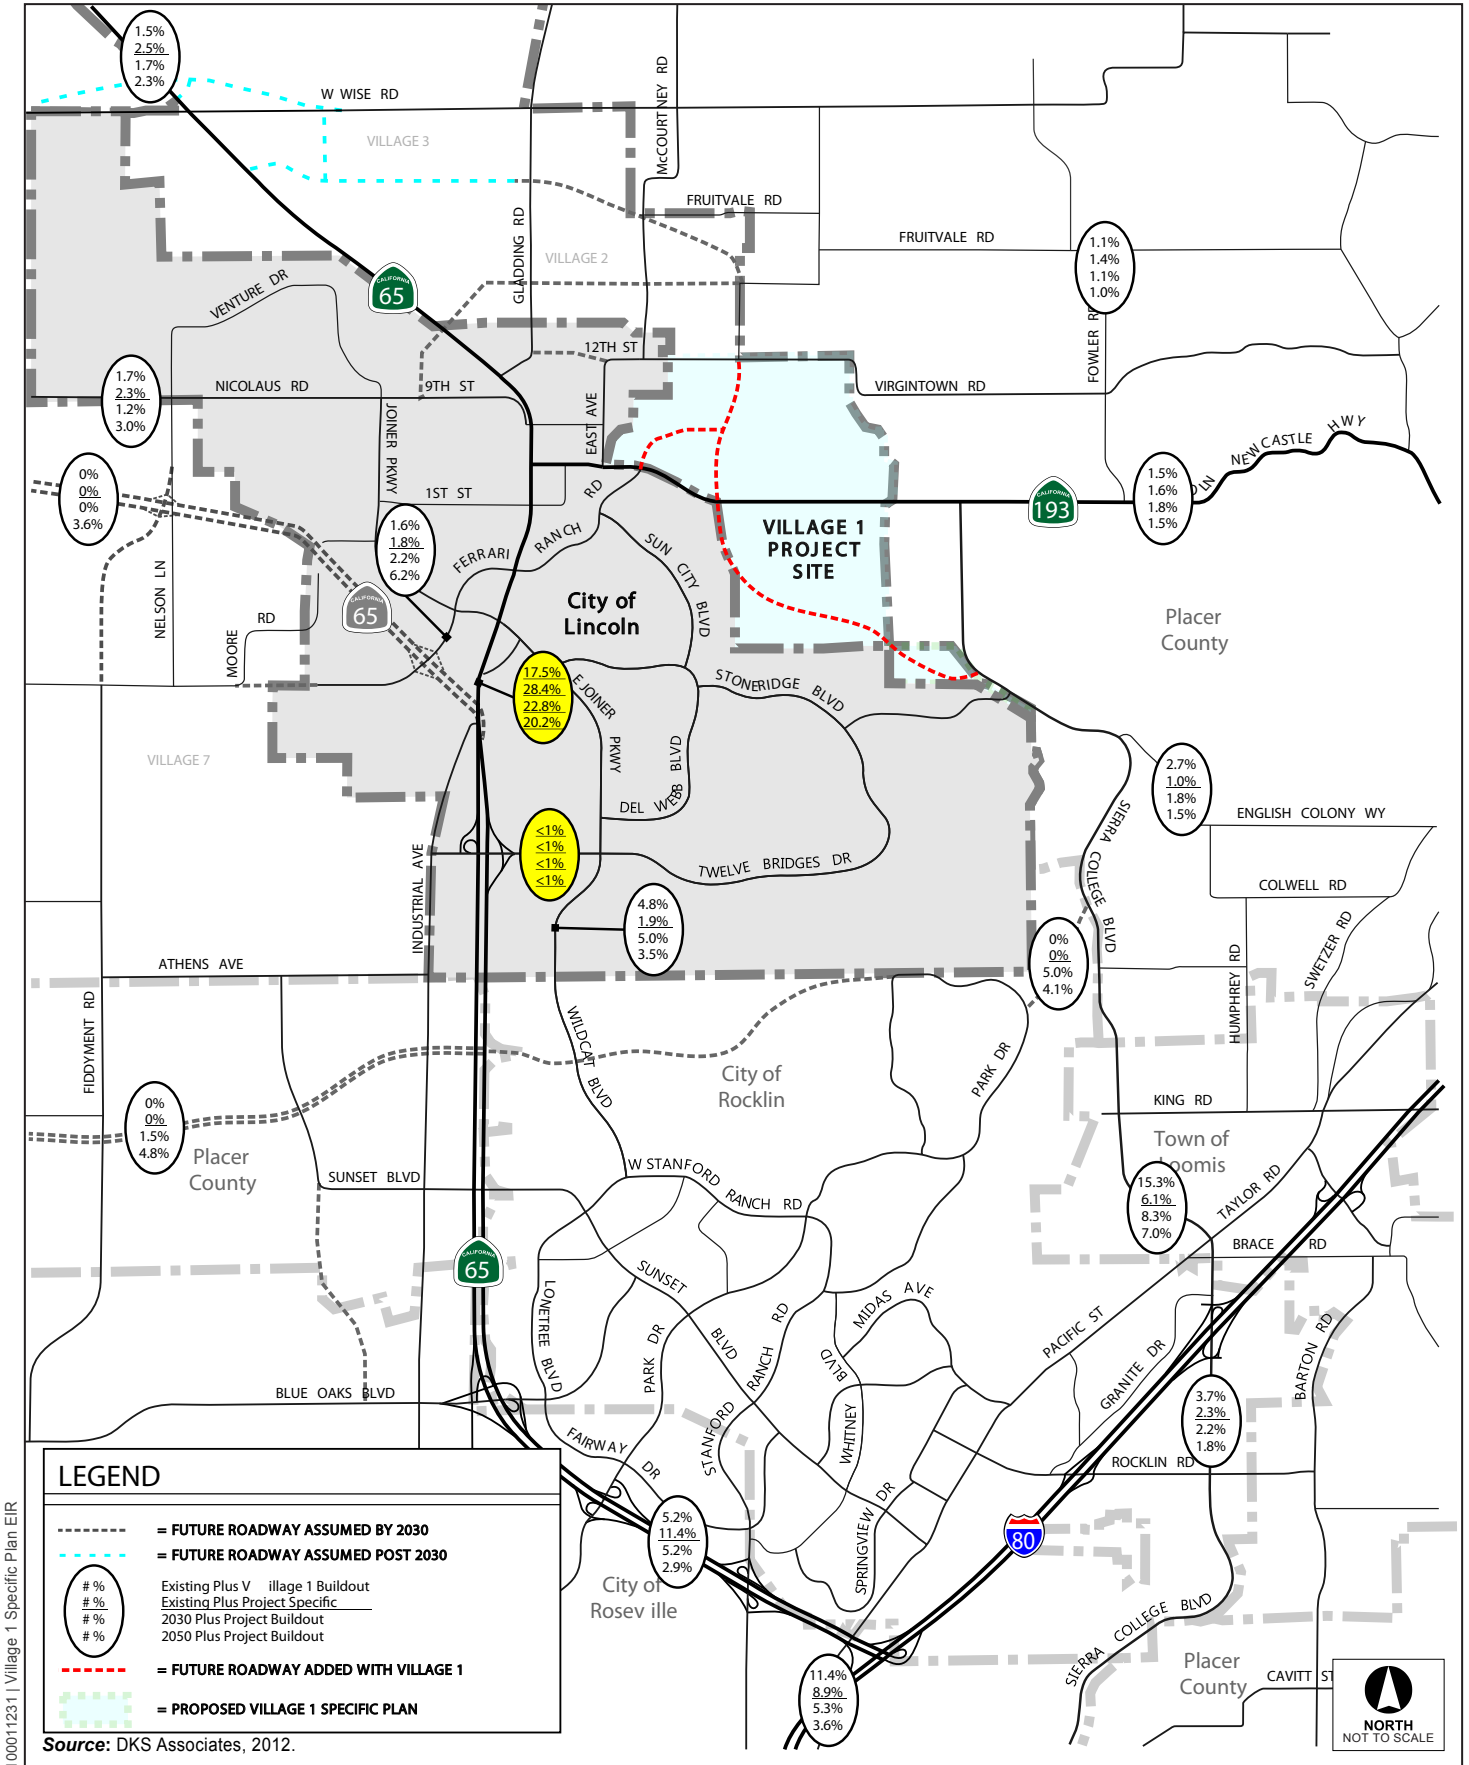 1.5%
2.5%
1.7%
2.3%
W WISE RD
McCOURTNEY RD
VILLAGE 3
FRUITVALE RD
GLADDING RD
FRUITVALE RD
1.1%
1.4%
1.1%
1.0%
VILLAGE 2
VENTURE DR
CALIFORNIA
65
FOWLER RD
12TH ST
1.7%
2.3%
1.2%
3.0%
NICOLAUS RD
9TH ST
VIRGINTOWN RD
JOINER PKWY
EAST AVE
NEWCASTLE HWY
0%
0%
0%
3.6%
1ST ST
RD
1.5%
1.6%
1.8%
1.5%
LN
CALIFORNIA
193
1.6%
1.8%
2.2%
6.2%
FERRARI RANCH
SUN CITY BLVD
VILLAGE 1
PROJECT
SITE
NELSON LN
CALIFORNIA
65
City of
Lincoln
MOORE RD
Placer
County
17.5%
28.4%
22.8%
20.2%
E JOINER PKWY
STONERIDGE BLVD
VILLAGE 7
DEL WEBB BLVD
2.7%
1.0%
1.8%
1.5%
ENGLISH COLONY WY
SIERRA COLLEGE BLVD
<1%
<1%
<1%
<1%
INDUSTRIAL AVE
TWELVE BRIDGES DR
COLWELL RD
4.8%
1.9%
5.0%
3.5%
0%
0%
5.0%
4.1%
HUMPHREY RD
SWETZER RD
ATHENS AVE
FIDDYMENT RD
WILDCAT BLVD
City of
Rocklin
PARK DR
KING RD
0%
0%
1.5%
4.8%
Placer
County
Town of
Loomis
SUNSET BLVD
W STANFORD RANCH RD
15.3%
6.1%
8.3%
7.0%
TAYLOR RD
BRACE RD
CALIFORNIA
65
SUNSET BLVD
LONETREE BLVD
MIDAS AVE
PARK DR
STANFORD RANCH RD
WHITNEY BLVD
PACIFIC ST
GRANITE DR
BARTON RD
BLUE OAKS BLVD
3.7%
2.3%
2.2%
1.8%
FAIRWAY DR
ROCKLIN RD
SPRINGVIEW DR
5.2%
11.4%
5.2%
2.9%
80
City of
Rosev ille
SIERRA COLLEGE BLVD
Placer
County
CAVITT ST
11.4%
8.9%
5.3%
3.6%
LEGEND
= FUTURE ROADWAY ASSUMED BY 2030
= FUTURE ROADWAY ASSUMED POST 2030
# % Existing Plus V illage 1 Buildout
# % Existing Plus Project Specific
# % 2030 Plus Project Buildout
# % 2050 Plus Project Buildout
= FUTURE ROADWAY ADDED WITH VILLAGE 1
= PROPOSED VILLAGE 1 SPECIFIC PLAN
Source: DKS Associates, 2012.
NORTH
NOT TO SCALE
100011231 | Village 1 Specific Plan EIR